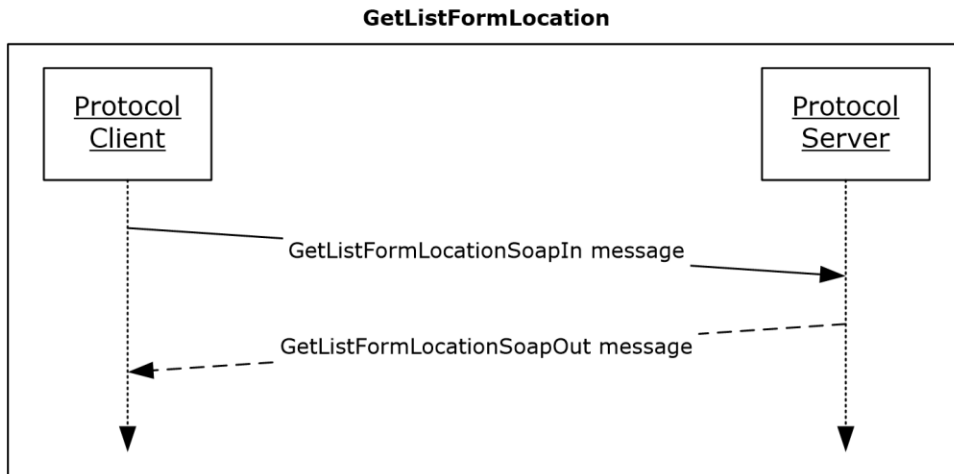 GetListFormLocation
Protocol
Client
Protocol
Server
GetListFormLocationSoapIn message
GetListFormLocationSoapOut message